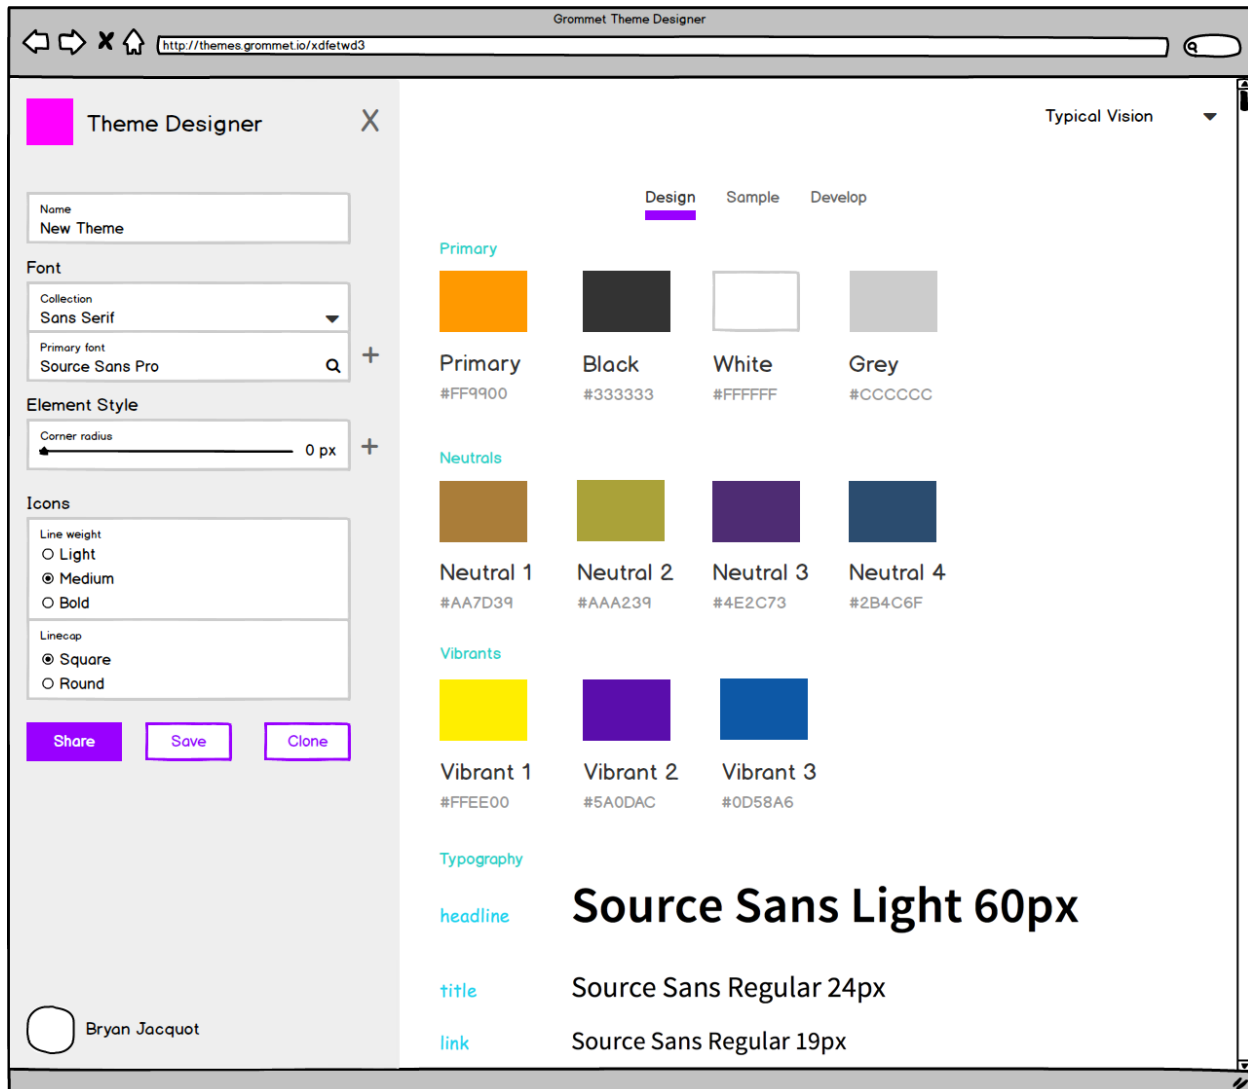 Grommet Theme Designer
http://themes.grommet.io/xdfetwd3
Theme Designer
X
Name
New Theme
Font
Collection
Sans Serif
Primary font
Source Sans Pro
+
Element Style
Corner radius
0 px
+
Icons
Line weight
Light
Medium
Bold
Linecap
Square
Round
Share Save Clone
Bryan Jacquot
Typical Vision
Design Sample Develop
Primary
Primary Black White Grey
#FF9900 #333333 #FFFFFF #CCCCCC
Neutrals
Neutral 1 Neutral 2 Neutral 3 Neutral 4
#AA7D39 #AAA239 #4E2C73 #2B4C6F
Vibrants
Vibrant 1 Vibrant 2 Vibrant 3
#FFEE00 #5A0DAC #0D58A6
Typography
headline Source Sans Light 60px
title Source Sans Regular 24px
link Source Sans Regular 19px